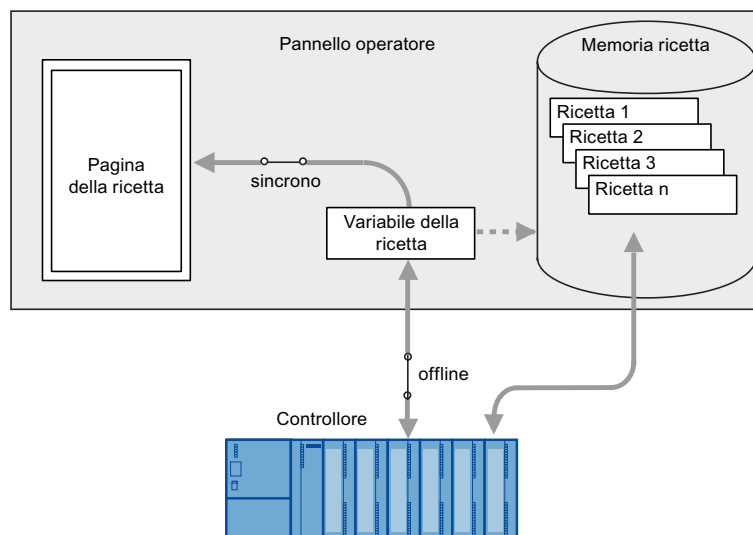 Pannello operatore
Memoria ricetta
Ricetta 1
Ricetta 2
Ricetta 3
Ricetta n
Pagina
della ricetta
sincrono
Variabile della
ricetta
offline
Controllore